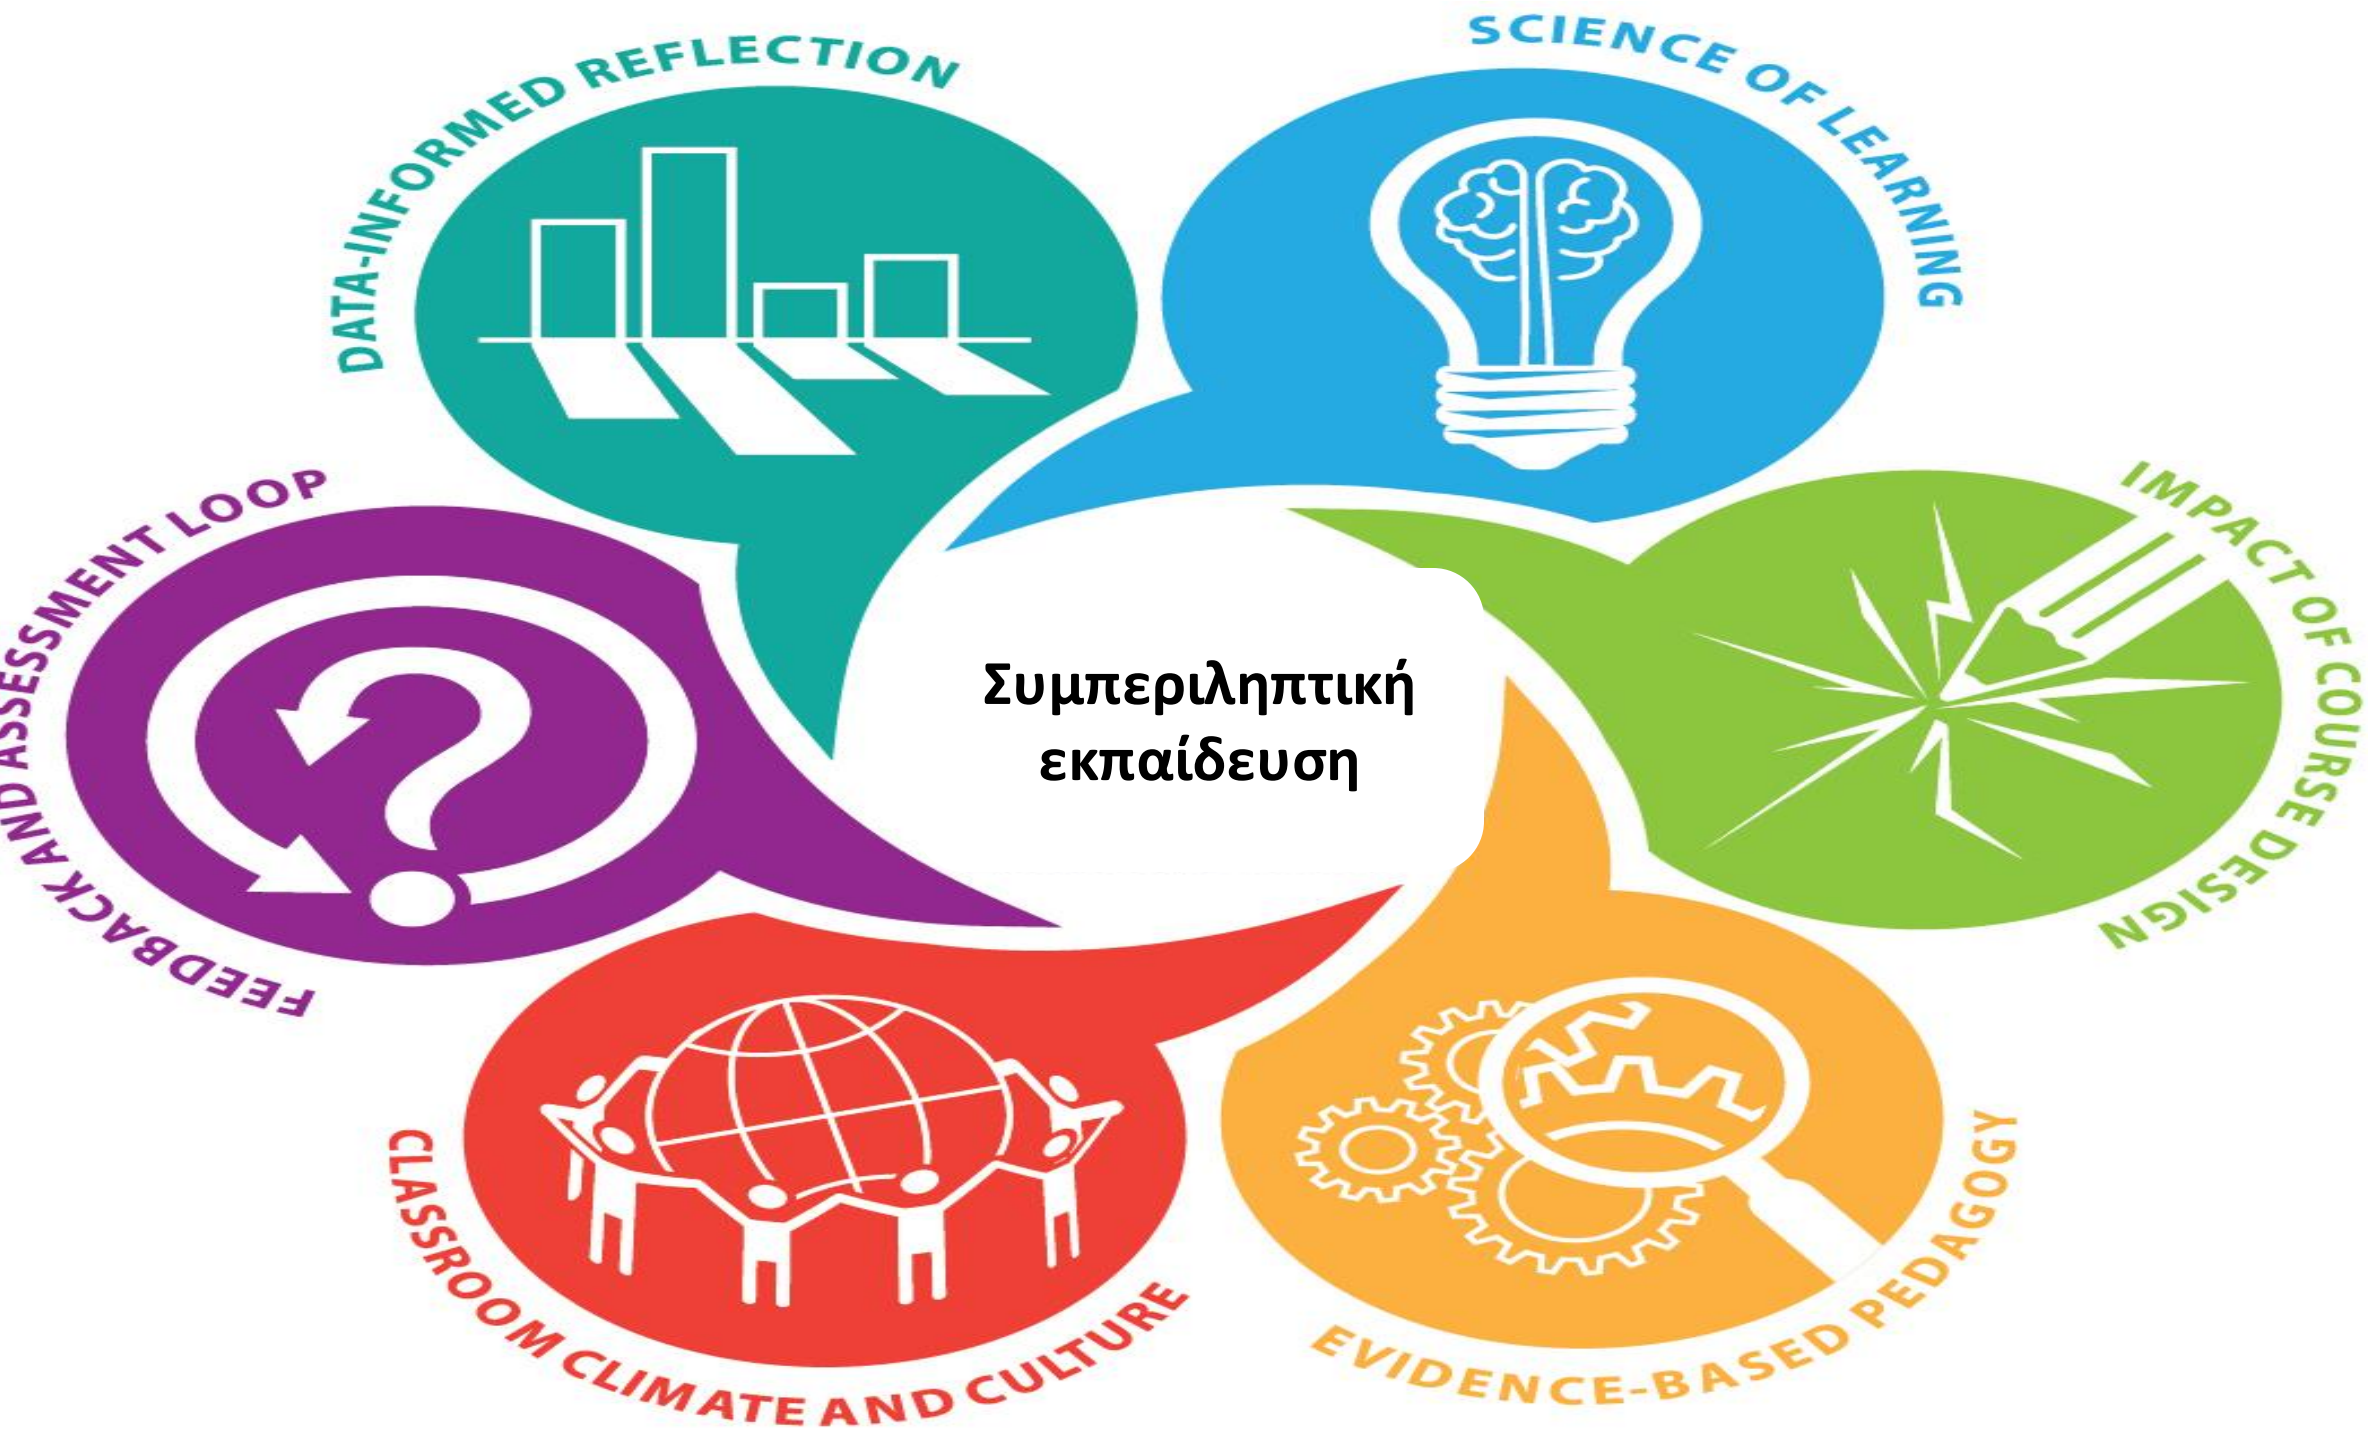 DATA-INFORMED REFLECTION
SCIENCE OF LEARNING
IMPACT OF COURSE DESIGN
EVIDENCE-BASED PEDAGOGY
CLASSROOM CLIMATE AND CULTURE
FEEDBACK AND ASSESSMENT LOOP
Συμπεριληπτική
εκπαίδευση